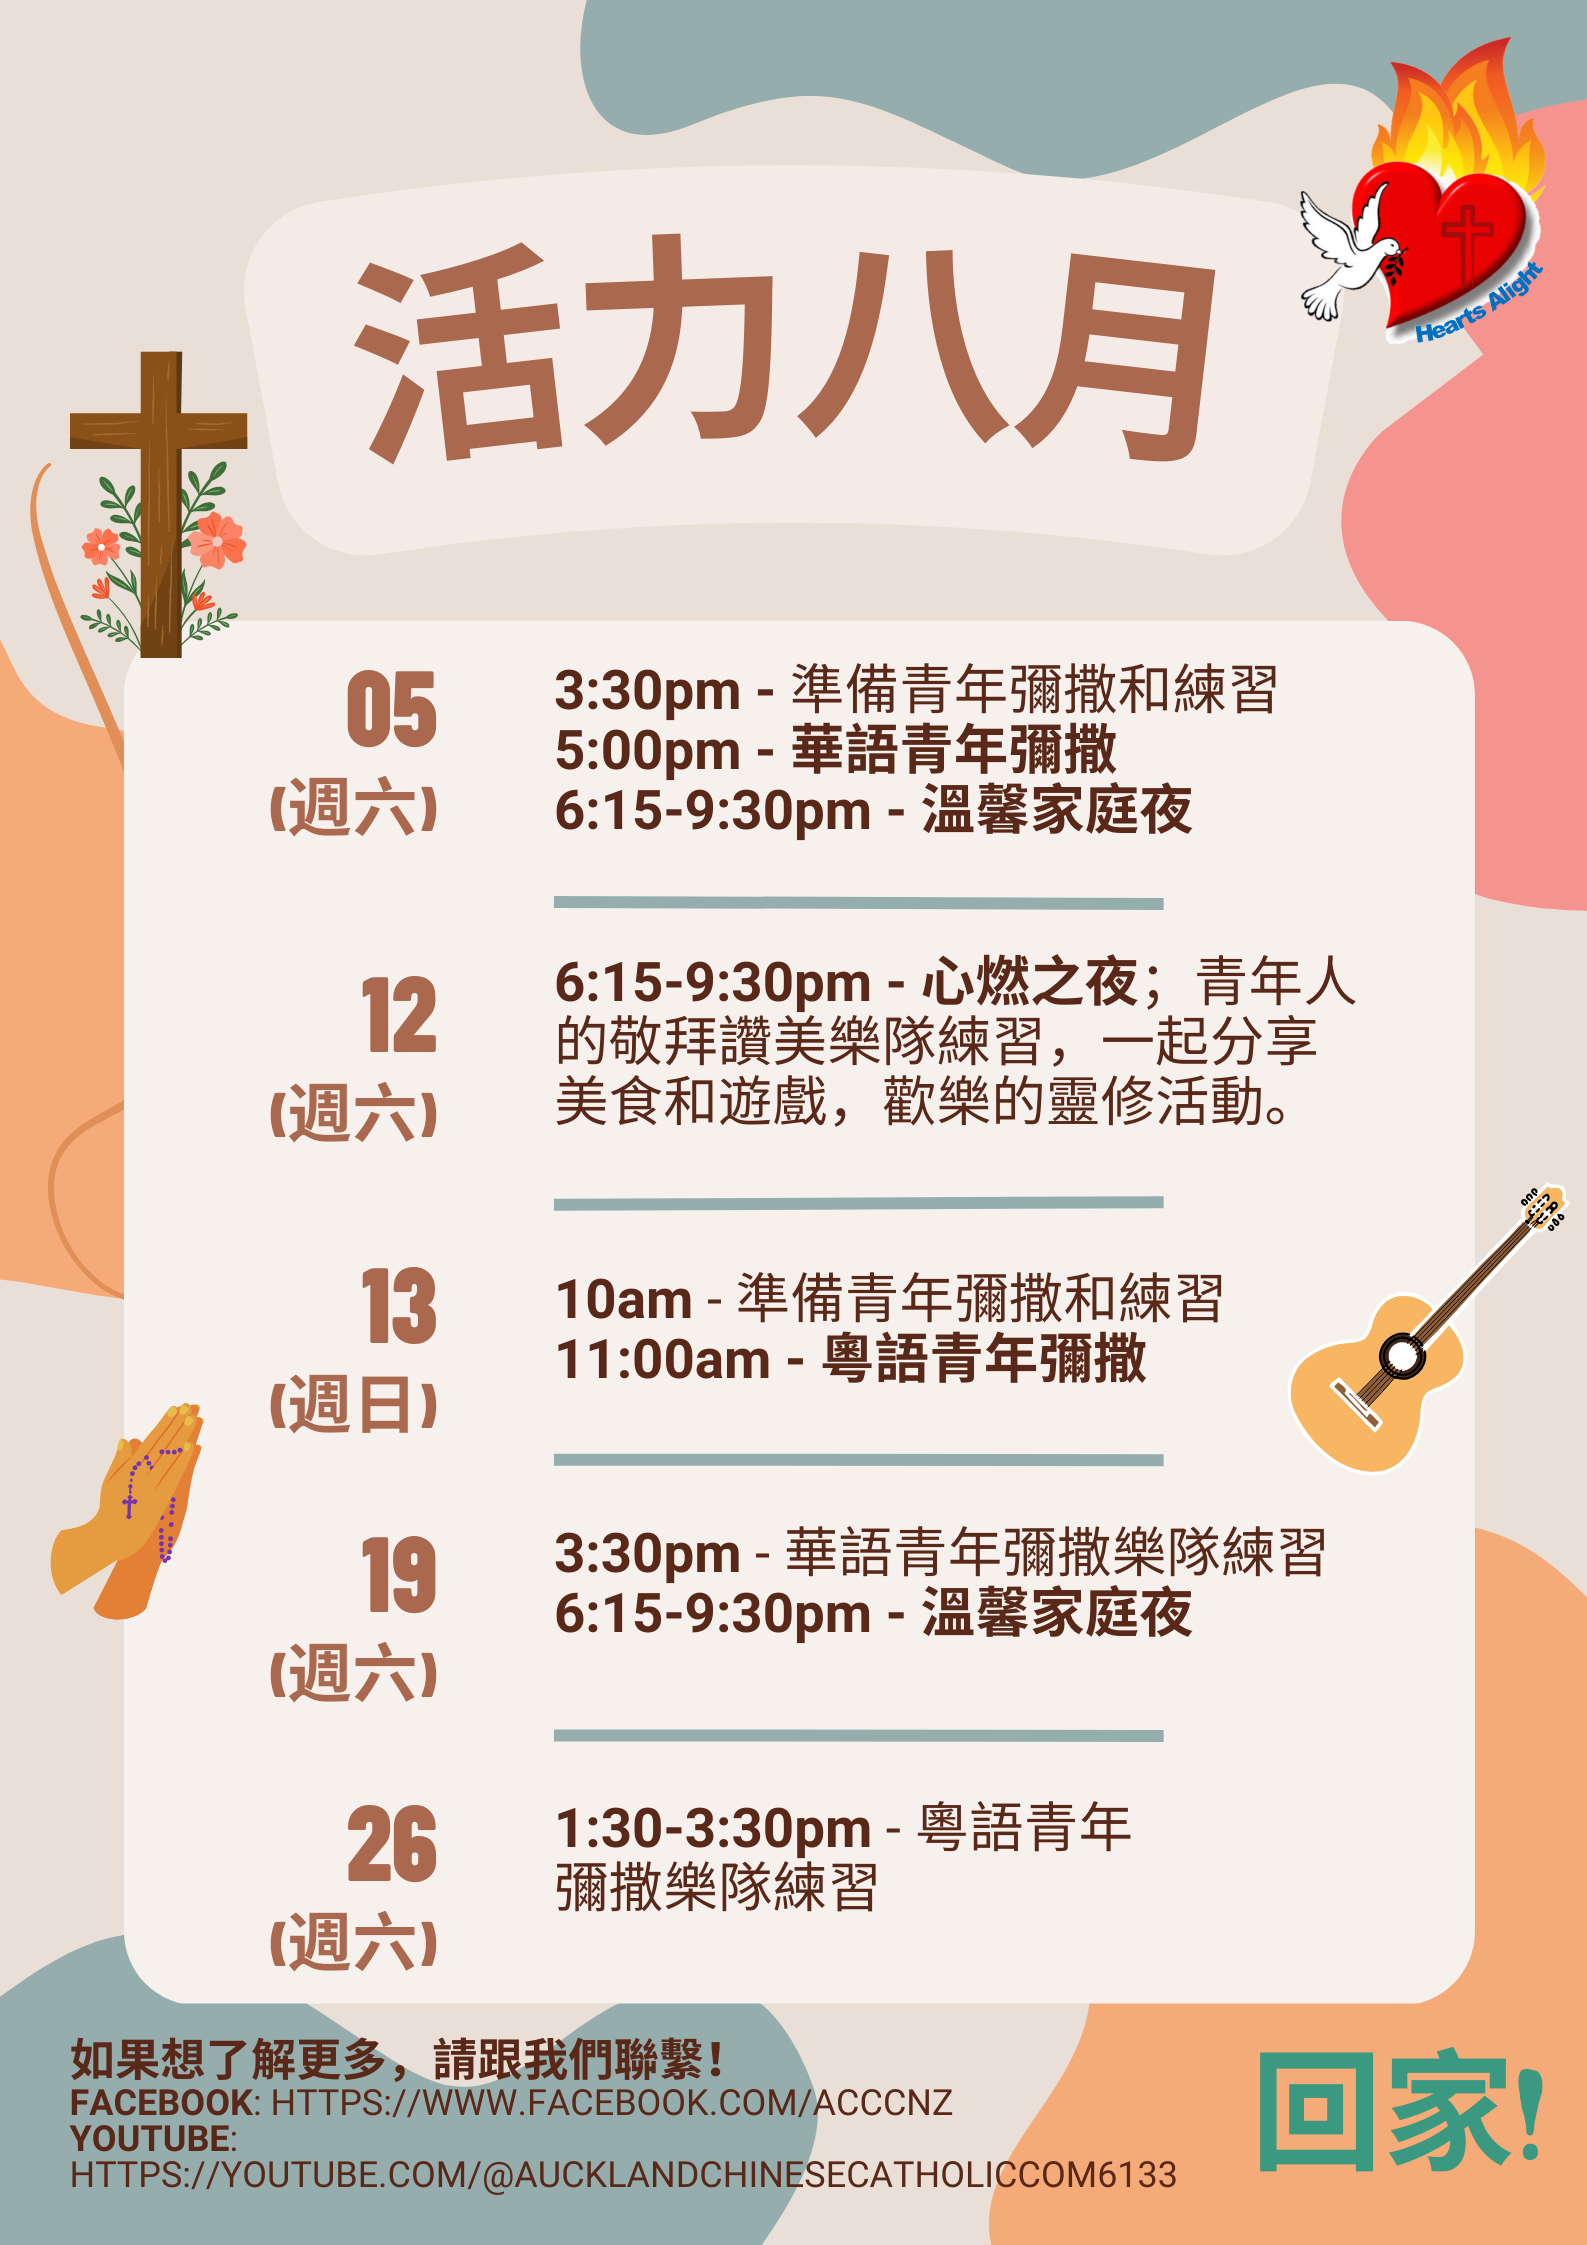 活力八月
Hearts Alight
05
(週六)
3:30pm - 準備青年彌撒和練習
5:00pm - 華語青年彌撒
6:15-9:30pm - 溫馨家庭夜
12
(週六)
6:15-9:30pm - 心燃之夜；青年人
的敬拜讚美樂隊練習，一起分享
美食和遊戲，歡樂的靈修活動。
13
(週日)
10am - 準備青年彌撒和練習
11:00am - 粵語青年彌撒
19
(週六)
3:30pm - 華語青年彌撒樂隊練習
6:15-9:30pm - 溫馨家庭夜
26
(週六)
1:30-3:30pm - 粵語青年
彌撒樂隊練習
如果想了解更多，請跟我們聯繫！
FACEBOOK: HTTPS://WWW.FACEBOOK.COM/ACCCNZ
YOUTUBE:
HTTPS://YOUTUBE.COM/@AUCKLANDCHINESECATHOLICCOM6133
回家!